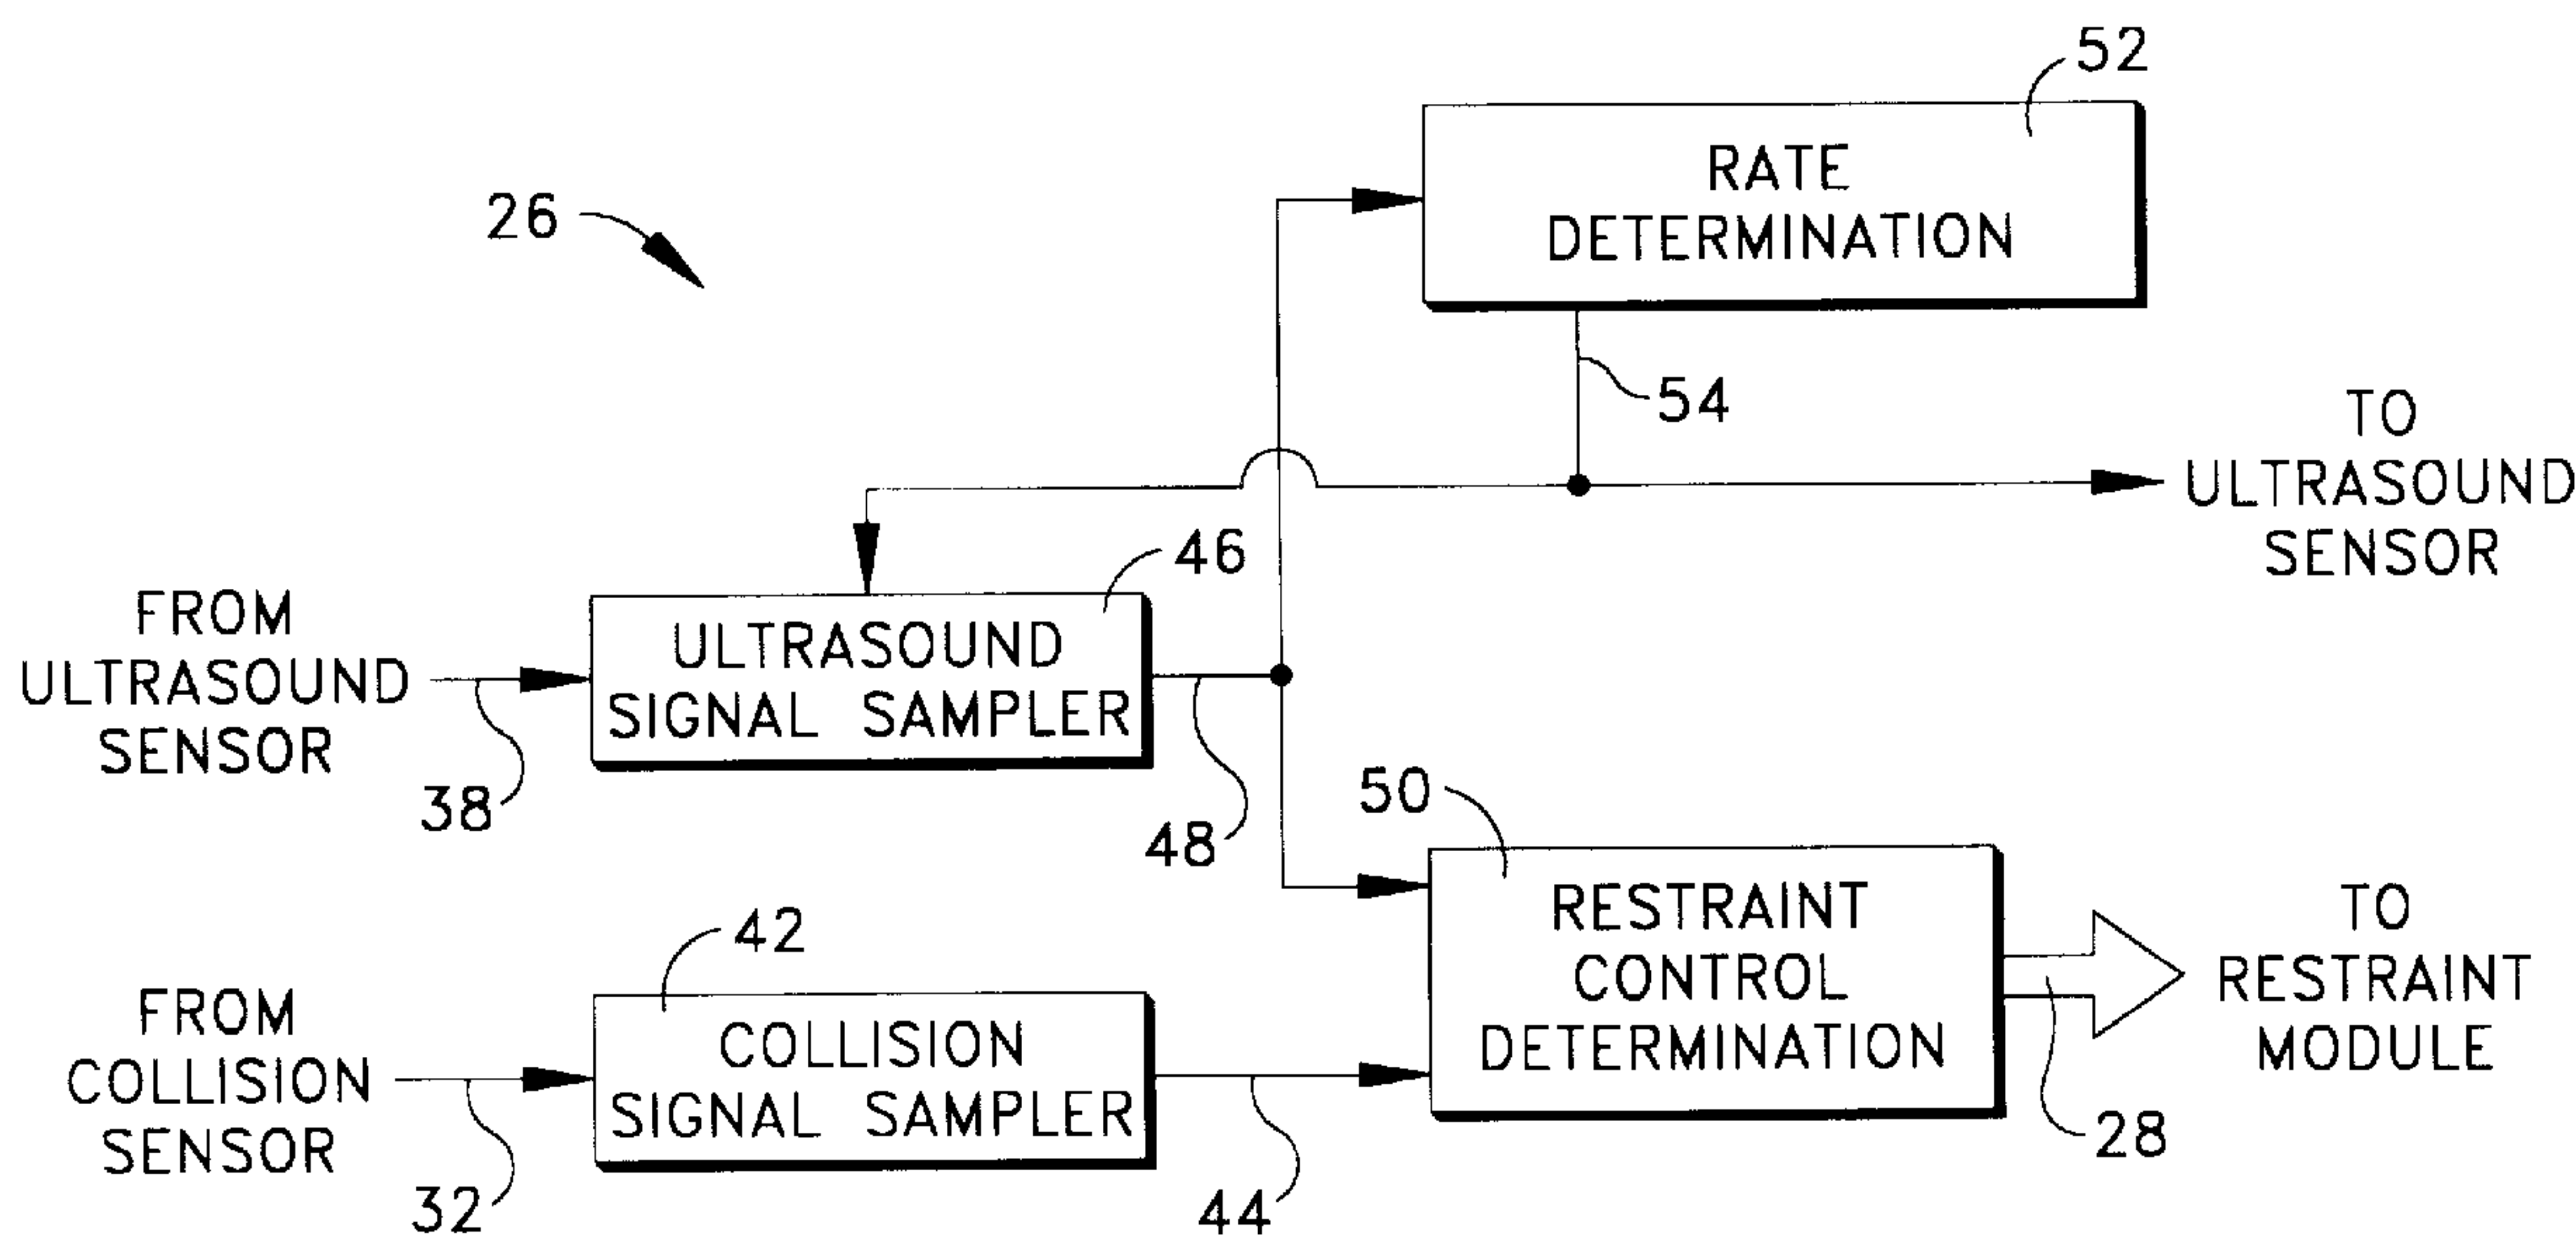 52
RATE
DETERMINATION
26
54
TO
ULTRASOUND
SENSOR
46
FROM
ULTRASOUND
SENSOR
ULTRASOUND
SIGNAL SAMPLER
38
48
50
42
RESTRAINT
CONTROL
DETERMINATION
TO
RESTRAINT
MODULE
FROM
COLLISION
SENSOR
COLLISION
SIGNAL SAMPLER
28
32
44